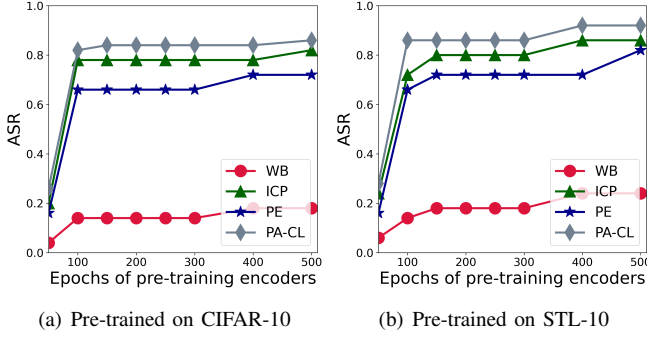 1.0
0.8
0.6
0.4
0.2
0.0
ASR
100 200 300 400 500
Epochs of pre-training encoders
WB
ICP
PE
PA-CL
(a) Pre-trained on CIFAR-10
1.0
0.8
0.6
0.4
0.2
0.0
ASR
100 200 300 400 500
Epochs of pre-training encoders
WB
ICP
PE
PA-CL
(b) Pre-trained on STL-10